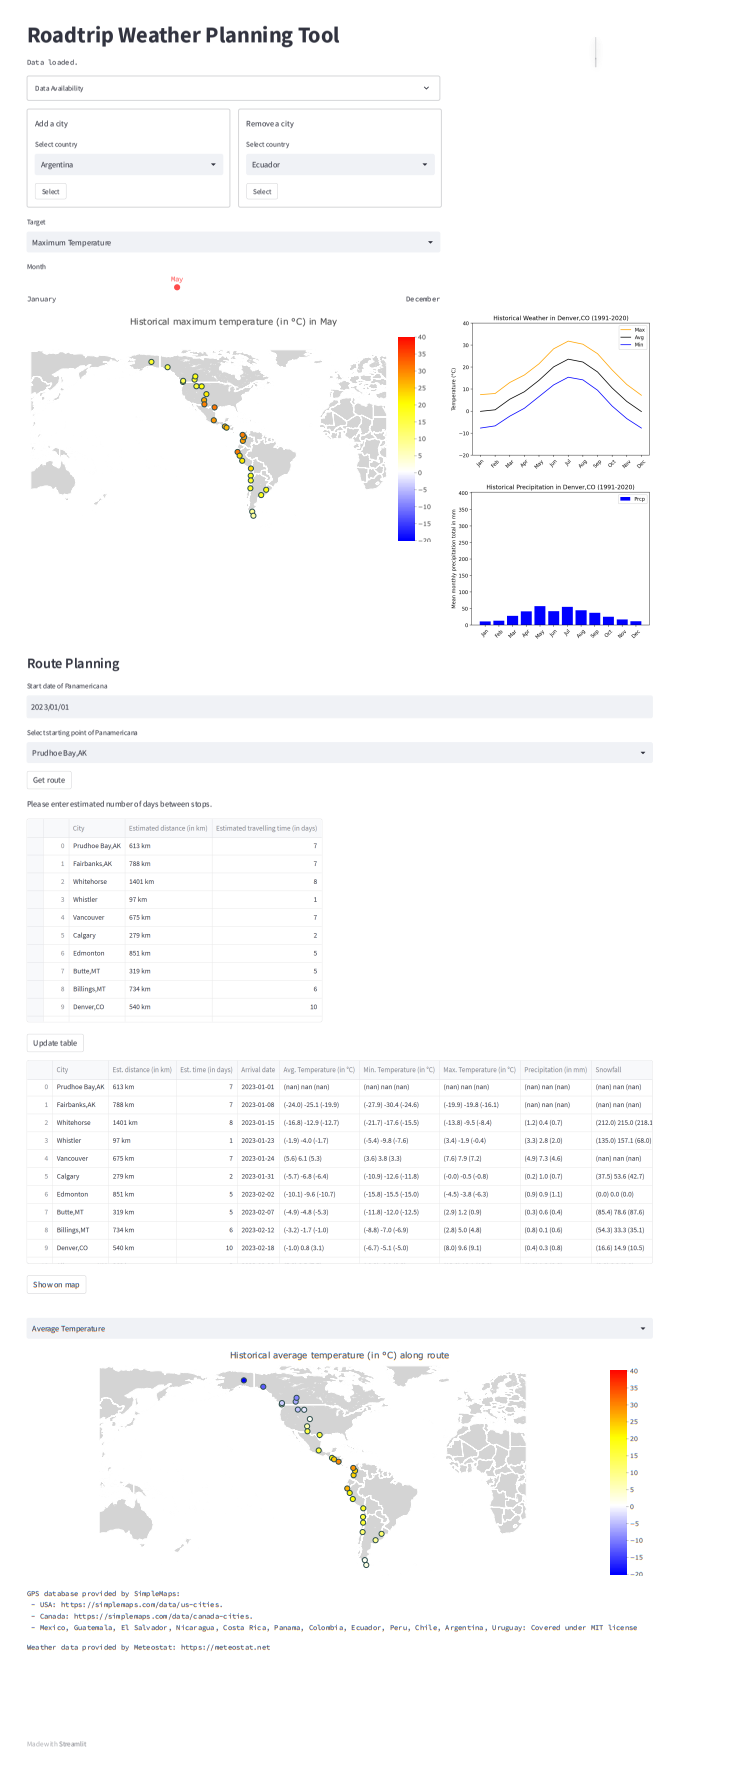 Roadtrip Weather Planning Tool
Data loaded.
Data Availability
Add a city
Select country
Argentina
Select
Remove a city
Select country
Ecuador
Select
Target
Maximum Temperature
Month
May
January December
Historical maximum temperature (in °C) in May
40
35
30
25
20
15
10
5
0
−5
−10
−15
−20
Historical Weather in Denver,CO (1991-2020)
Temperature (°C)
40
30
20
10
0
−10
−20
Max
Avg
Min
Jan Feb Mar Apr May Jun Jul Aug Sep Oct Nov Dec
Historical Precipitation in Denver,CO (1991-2020)
Mean monthly precipitation total in mm
400
350
300
250
200
150
100
50
0
Prcp
Jan Feb Mar Apr May Jun Jul Aug Sep Oct Nov Dec
Route Planning
Start date of Panamericana
2023/01/01
Select starting point of Panamericana
Prudhoe Bay,AK
Get route
Please enter estimated number of days between stops.
City Estimated distance (in km) Estimated travelling time (in days)
0 Prudhoe Bay,AK 613 km 7
1 Fairbanks,AK 788 km 7
2 Whitehorse 1401 km 8
3 Whistler 97 km 1
4 Vancouver 675 km 7
5 Calgary 279 km 2
6 Edmonton 851 km 5
7 Butte,MT 319 km 5
8 Billings,MT 734 km 6
9 Denver,CO 540 km 10
Update table
City Est. distance (in km) Est. time (in days) Arrival date Avg. Temperature (in °C) Min. Temperature (in °C) Max. Temperature (in °C) Precipitation (in mm) Snowfall
0 Prudhoe Bay,AK 613 km 7 2023-01-01 (nan) nan (nan) (nan) nan (nan) (nan) nan (nan) (nan) nan (nan) (nan) nan (nan)
1 Fairbanks,AK 788 km 7 2023-01-08 (-24.0) -25.1 (-19.9) (-27.9) -30.4 (-24.6) (-19.9) -19.8 (-16.1) (nan) nan (nan) (nan) nan (nan)
2 Whitehorse 1401 km 8 2023-01-15 (-16.8) -12.9 (-12.7) (-21.7) -17.6 (-15.5) (-13.8) -9.5 (-8.4) (1.2) 0.4 (0.7) (212.0) 215.0 (218.1
3 Whistler 97 km 1 2023-01-23 (-1.9) -4.0 (-1.7) (-5.4) -9.8 (-7.6) (3.4) -1.9 (-0.4) (3.3) 2.8 (2.0) (135.0) 157.1 (68.0)
4 Vancouver 675 km 7 2023-01-24 (5.6) 6.1 (5.3) (3.6) 3.8 (3.3) (7.6) 7.9 (7.2) (4.9) 7.3 (4.6) (nan) nan (nan)
5 Calgary 279 km 2 2023-01-31 (-5.7) -6.8 (-6.4) (-10.9) -12.6 (-11.8) (-0.0) -0.5 (-0.8) (0.2) 1.0 (0.7) (37.5) 53.6 (42.7)
6 Edmonton 851 km 5 2023-02-02 (-10.1) -9.6 (-10.7) (-15.8) -15.5 (-15.0) (-4.5) -3.8 (-6.3) (0.9) 0.9 (1.1) (0.0) 0.0 (0.0)
7 Butte,MT 319 km 5 2023-02-07 (-4.9) -4.8 (-5.3) (-11.8) -12.0 (-12.5) (2.9) 1.2 (0.9) (0.3) 0.6 (0.4) (85.4) 78.6 (87.6)
8 Billings,MT 734 km 6 2023-02-12 (-3.2) -1.7 (-1.0) (-8.8) -7.0 (-6.9) (2.8) 5.0 (4.8) (0.8) 0.1 (0.6) (54.3) 33.3 (35.1)
9 Denver,CO 540 km 10 2023-02-18 (-1.0) 0.8 (3.1) (-6.7) -5.1 (-5.0) (8.0) 9.6 (9.1) (0.4) 0.3 (0.8) (16.6) 14.9 (10.5)
Show on map
Average Temperature
Historical average temperature (in °C) along route
40
35
30
25
20
15
10
5
0
−5
−10
−15
−20
GPS database provided by SimpleMaps:
- USA: https://simplemaps.com/data/us-cities.
- Canada: https://simplemaps.com/data/canada-cities.
- Mexico, Guatemala, El Salvador, Nicaragua, Costa Rica, Panama, Colombia, Ecuador, Peru, Chile, Argentina, Uruguay: Covered under MIT license
Weather data provided by Meteostat: https://meteostat.net
Made with Streamlit